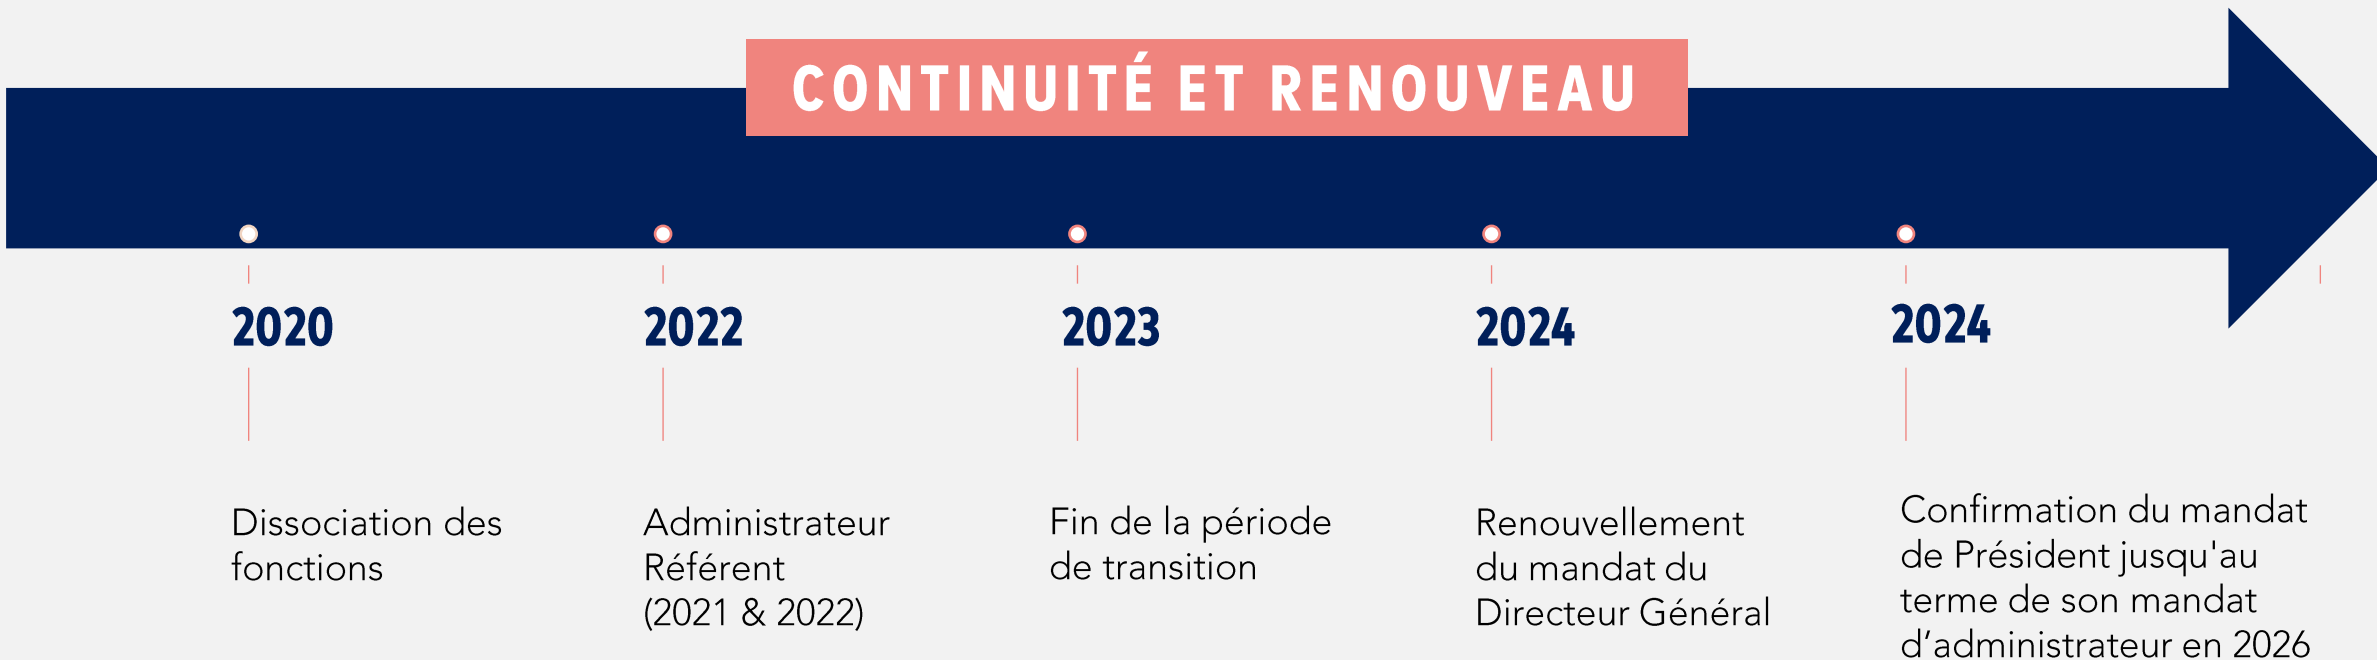 CONTINUITÉ ET RENOUVEAU
2020
2022
2023
2024
2024
Dissociation des
fonctions
Administrateur
Référent
(2021 & 2022)
Fin de la période
de transition
Renouvellement
du mandat du
Directeur Général
Confirmation du mandat
de Président jusqu'au
terme de son mandat
d’administrateur en 2026